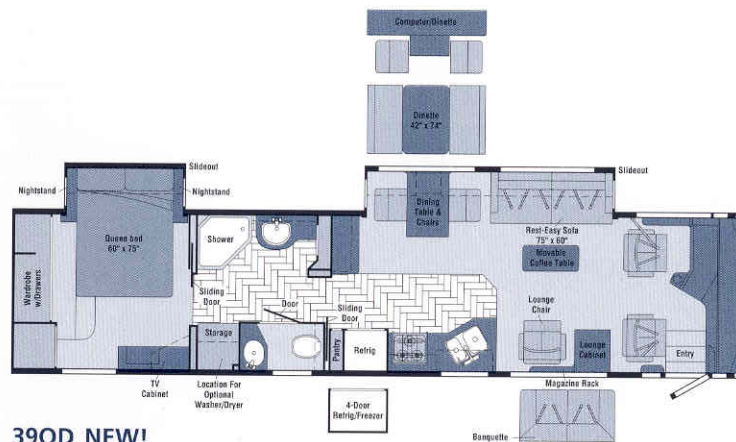 Computer/Dinette
Dinette
42" x 74"
Slideout
Nightstand
Nightstand
Queen bed
60" x 75"
Wardrobe
w/Drawers
Shower
Sliding
Door
Door
Sliding
Door
Storage
TV
Cabinet
Location For
Optional
Washer/Dryer
Pantry
Refrig
4-Door
Refrig/Freezer
Dining
Table &
Chairs
Slideout
Rest-Easy Sofa
75" x 60"
Movable
Coffee Table
Lounge
Chair
Lounge
Cabinet
Magazine Rack
Entry
Banquette
39QD NEW!